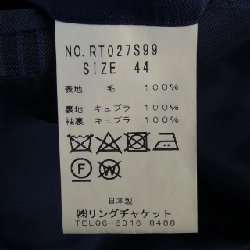 NO.RT027S99
SIZE 44
表地 毛 100%
裏地 キュプラ 100%
袖裏 キュプラ 100%
F W
日本製
㈱リングヂャケット
TEL06-6316-8488